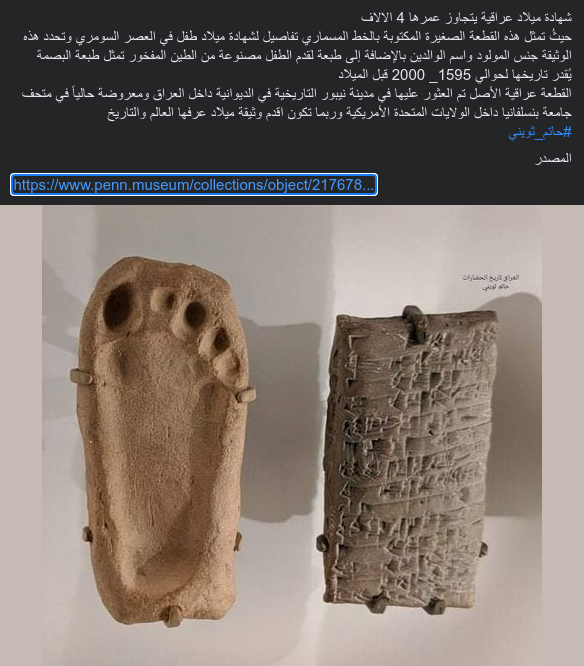 شهادة ميلاد عراقية يتجاوز عمرها 4 الالاف
حيثُ تمثل هذه القطعة الصغيرة المكتوبة بالخط المسماري تفاصيل لشهادة ميلاد طفل في العصر السومري وتحدد هذه
الوثيقة جنس المولود واسم الوالدين بالإضافة إلى طبعة لقدم الطفل مصنوعة من الطين المفخور تمثل طبعة البصمة
يُقدر تاريخها لحوالي 1595_ 2000 قبل الميلاد
القطعة عراقية الأصل تم العثور عليها في مدينة نيبور التاريخية في الديوانية داخل العراق ومعروضة حالياً في متحف
جامعة بنسلفانيا داخل الولايات المتحدة الأمريكية وربما تكون اقدم وثيقة ميلاد عرفها العالم والتاريخ
#حاتم_ثويني
المصدر
https://www.penn.museum/collections/object/217678...
العراق تاريخ الحضارات
حاتم ثويني